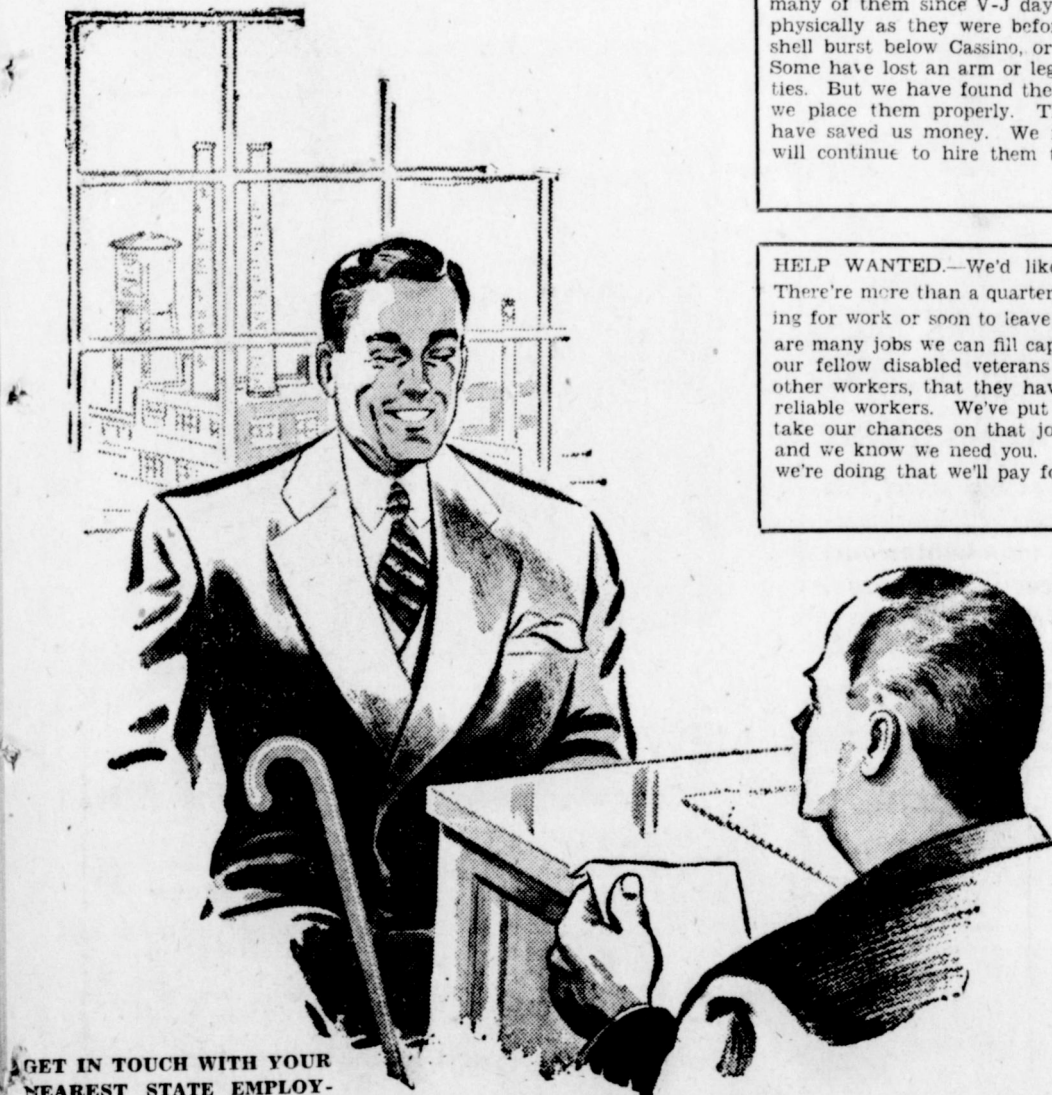 many of them since V-J day
physically as they were befor
shell burst below Cassino, or
Some have lost an arm or leg
ties. But we have found the
we place them properly. T
have saved us money. We
will continue to hire them
HELP WANTED.—We'd like
There're more than a quarter
ing for work or soon to leave
are many jobs we can fill cap
our fellow disabled veterans
other workers, that they hav
reliable workers. We've put
take our chances on that jo
and we know we need you.
we're doing that we'll pay fo
GET IN TOUCH WITH YOUR
NEAREST STATE EMPLOY-